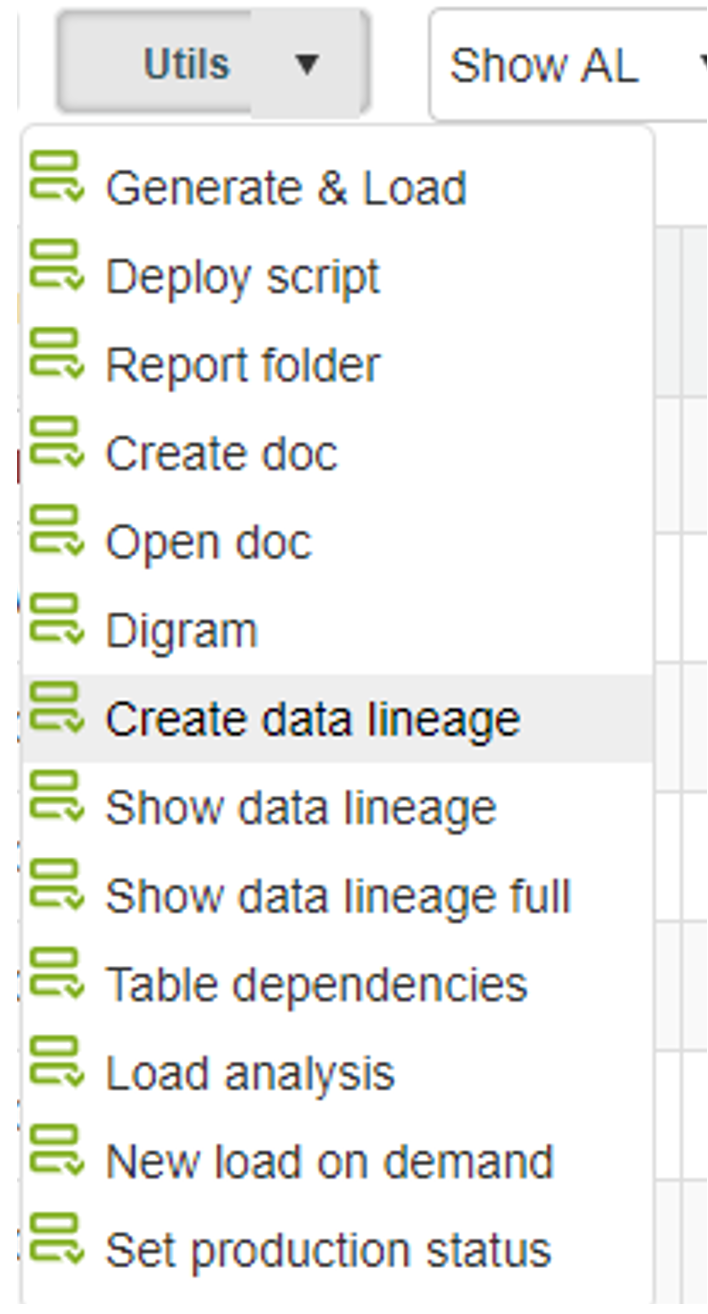 Utils
Show AL
Generate & Load
Deploy script
Report folder
Create doc
Open doc
Digram
Create data lineage
Show data lineage
Show data lineage full
Table dependencies
Load analysis
New load on demand
Set production status